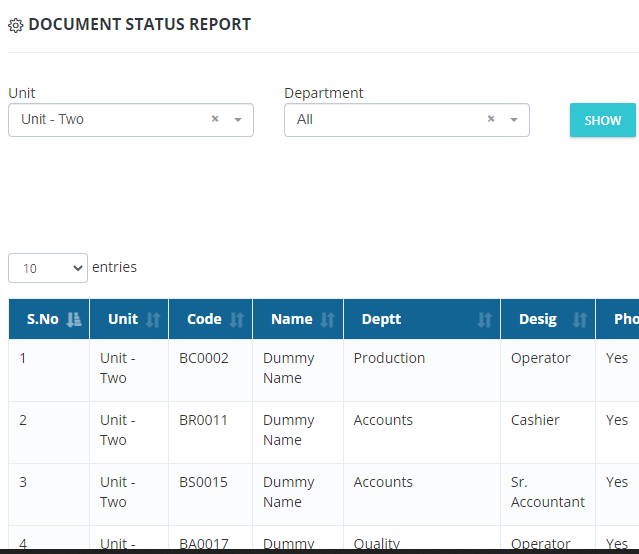 DOCUMENT STATUS REPORT
Unit Department
Unit - Two × All × SHOW
10 entries
S.No Unit Code Name Deptt Desig Pho
1 Unit - Two BC0002 Dummy Name Production Operator Yes
2 Unit - Two BR0011 Dummy Name Accounts Cashier Yes
3 Unit - Two BS0015 Dummy Name Accounts Sr. Accountant Yes
4 Unit - BA0017 Dummy Quality Operator Yes